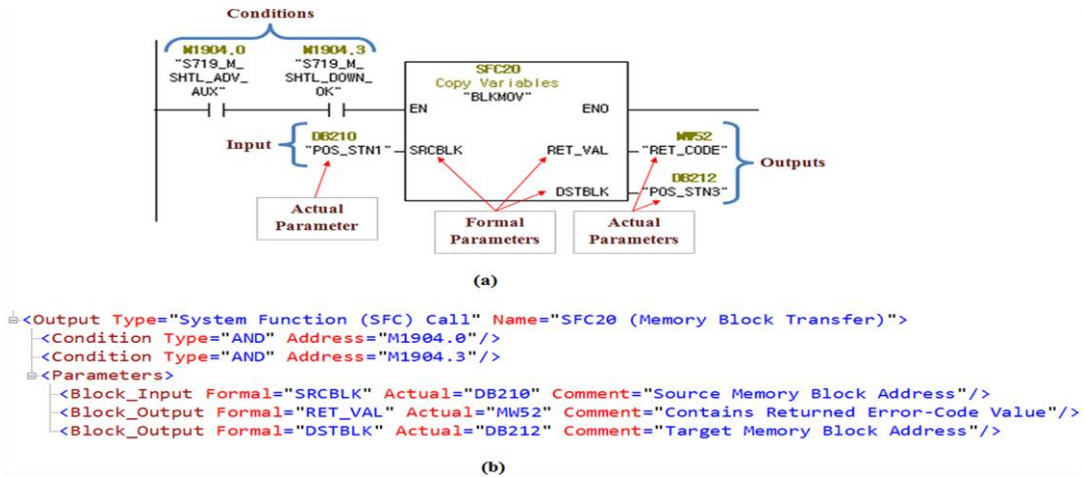 Conditions
M1904.0 M1904.3
"S719_M_ "S719_M_
SHTL_ADV_ SHTL_DOWN_
AUX" OK"
SFC20
Copy Variables
"BLKMOV"
EN ENO
Input
DB210
"POS_STN1" SRCBLK
RET_VAL
MW52
"RET_CODE"
DB212
DSTBLK "POS_STN3"
Outputs
Actual
Parameter
Formal
Parameters
Actual
Parameters
(a)
<Output Type="System Function (SFC) Call" Name="SFC20 (Memory Block Transfer)">
<Condition Type="AND" Address="M1904.0"/>
<Condition Type="AND" Address="M1904.3"/>
<Parameters>
<Block_Input Formal="SRCBLK" Actual="DB210" Comment="Source Memory Block Address"/>
<Block_Output Formal="RET_VAL" Actual="MW52" Comment="Contains Returned Error-Code Value"/>
<Block_Output Formal="DSTBLK" Actual="DB212" Comment="Target Memory Block Address"/>
(b)